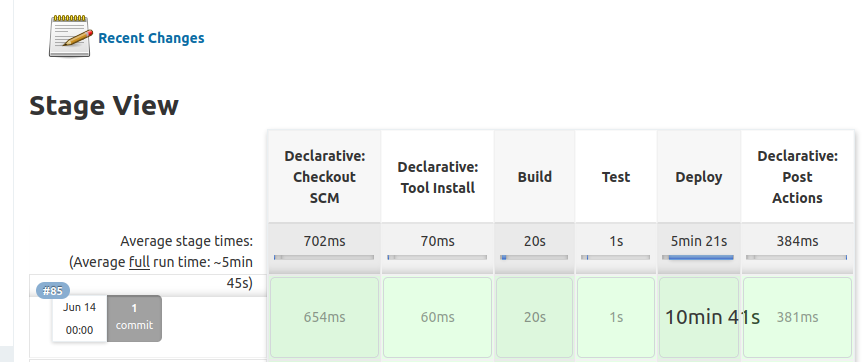 Recent Changes
Stage View
Declarative:
Checkout
SCM
Declarative:
Tool Install
Build
Test
Deploy
Declarative:
Post
Actions
Average stage times:
(Average full run time: ~5min
45s)
702ms
70ms
20s
1s
5min 21s
384ms
#85
Jun 14
00:00
1
commit
654ms
60ms
20s
1s
10min 41s
381ms